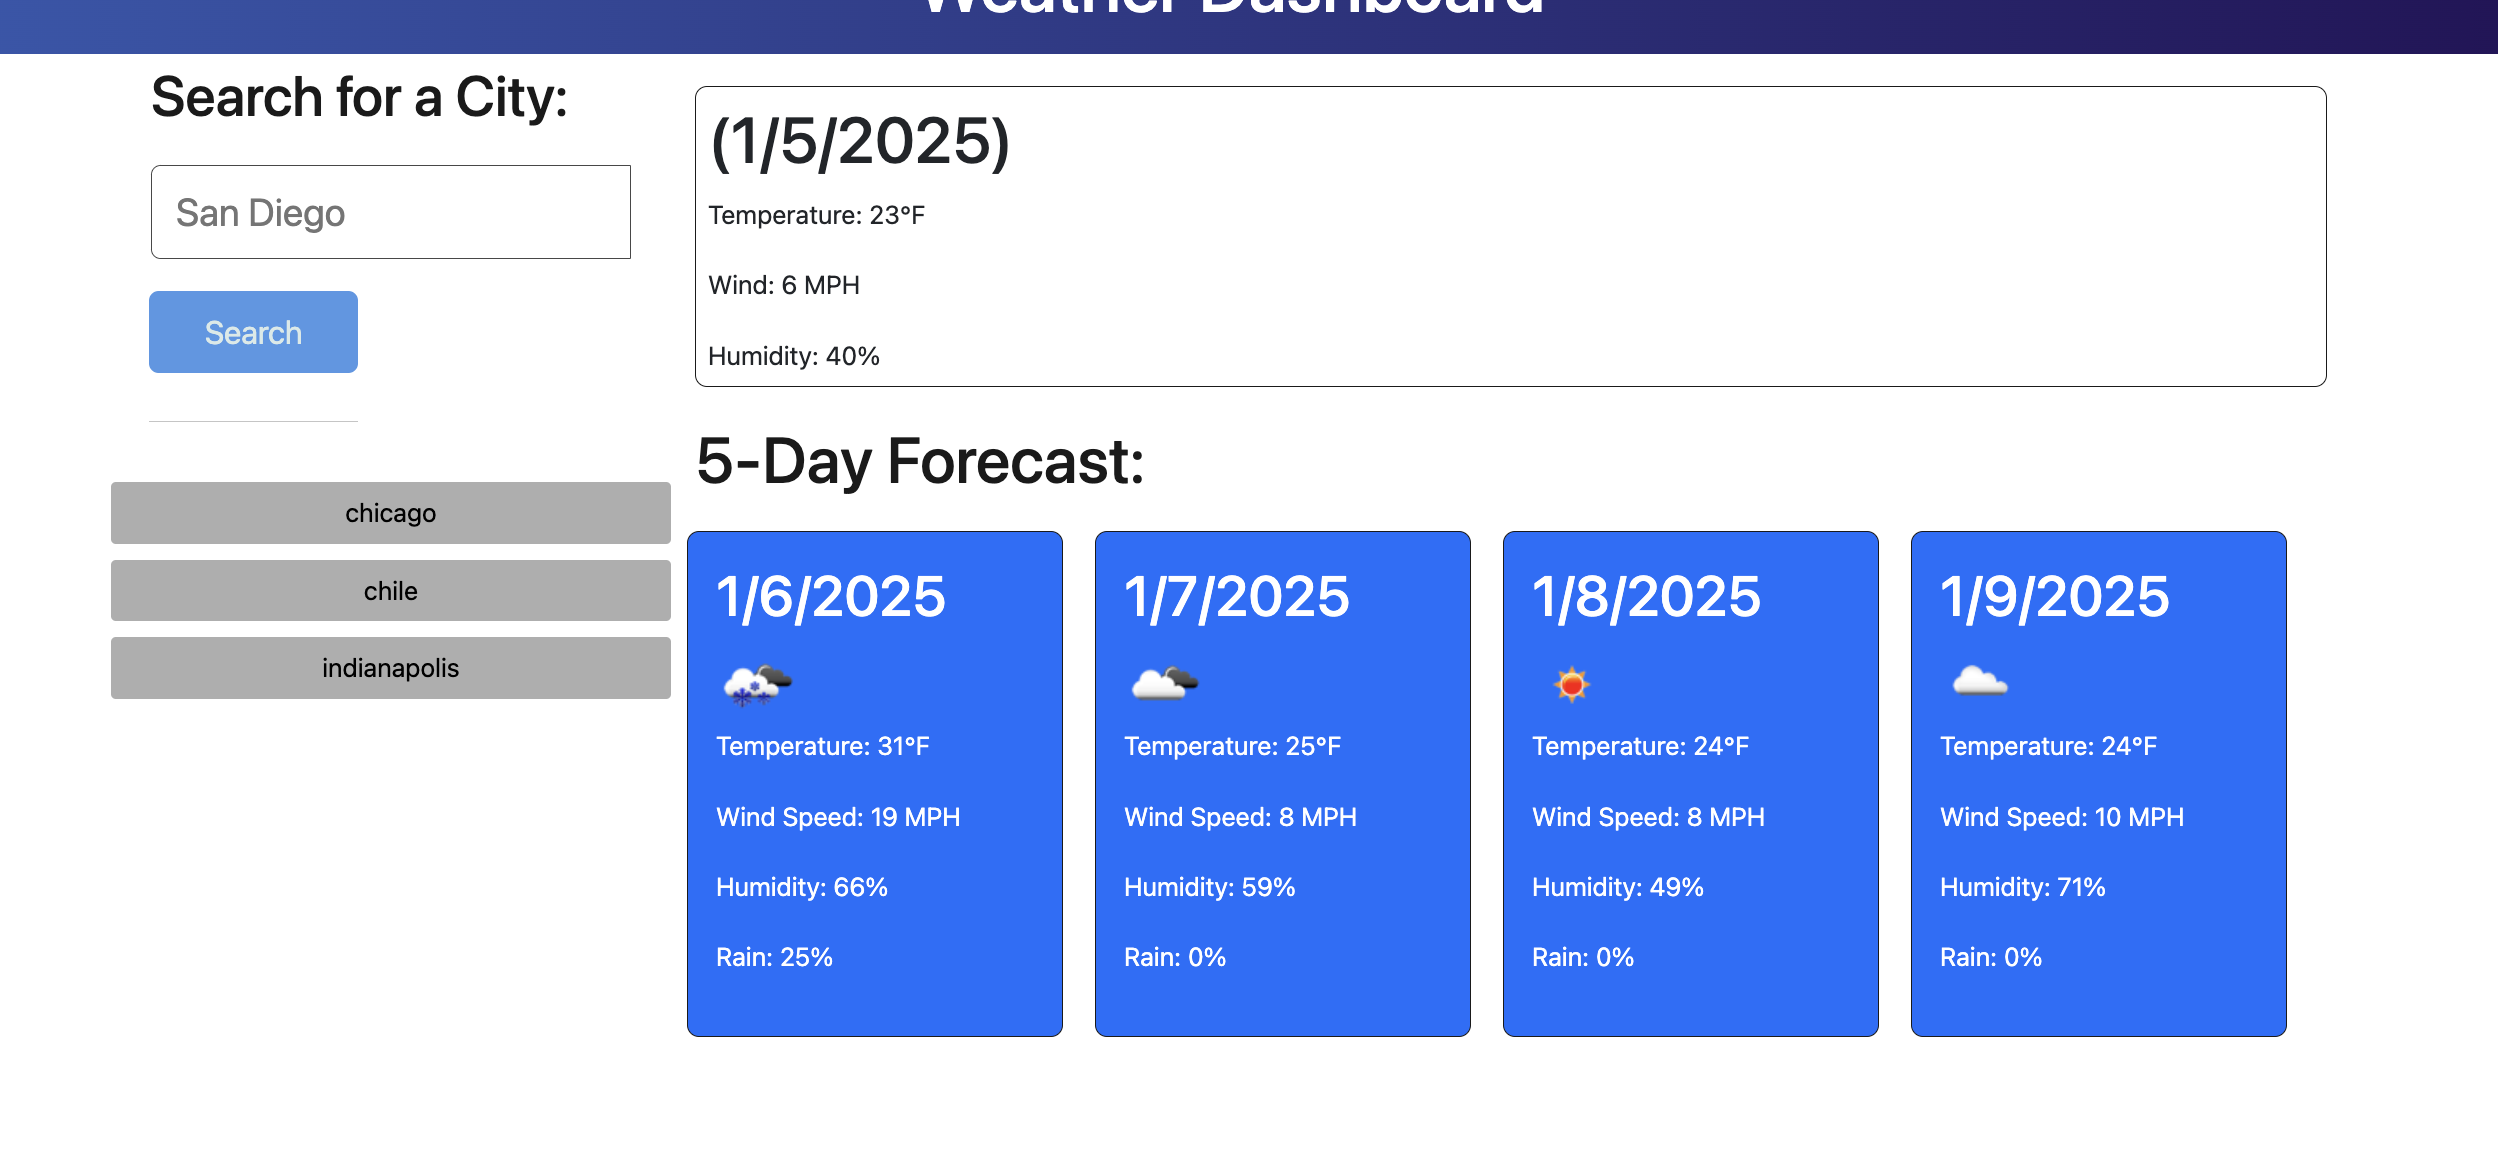 Weather Dashboard
Search for a City:
San Diego
Search
chicago
chile
indianapolis
(1/5/2025)
Temperature: 23°F
Wind: 6 MPH
Humidity: 40%
5-Day Forecast:
1/6/2025
Temperature: 31°F
Wind Speed: 19 MPH
Humidity: 66%
Rain: 25%
1/7/2025
Temperature: 25°F
Wind Speed: 8 MPH
Humidity: 59%
Rain: 0%
1/8/2025
Temperature: 24°F
Wind Speed: 8 MPH
Humidity: 49%
Rain: 0%
1/9/2025
Temperature: 24°F
Wind Speed: 10 MPH
Humidity: 71%
Rain: 0%